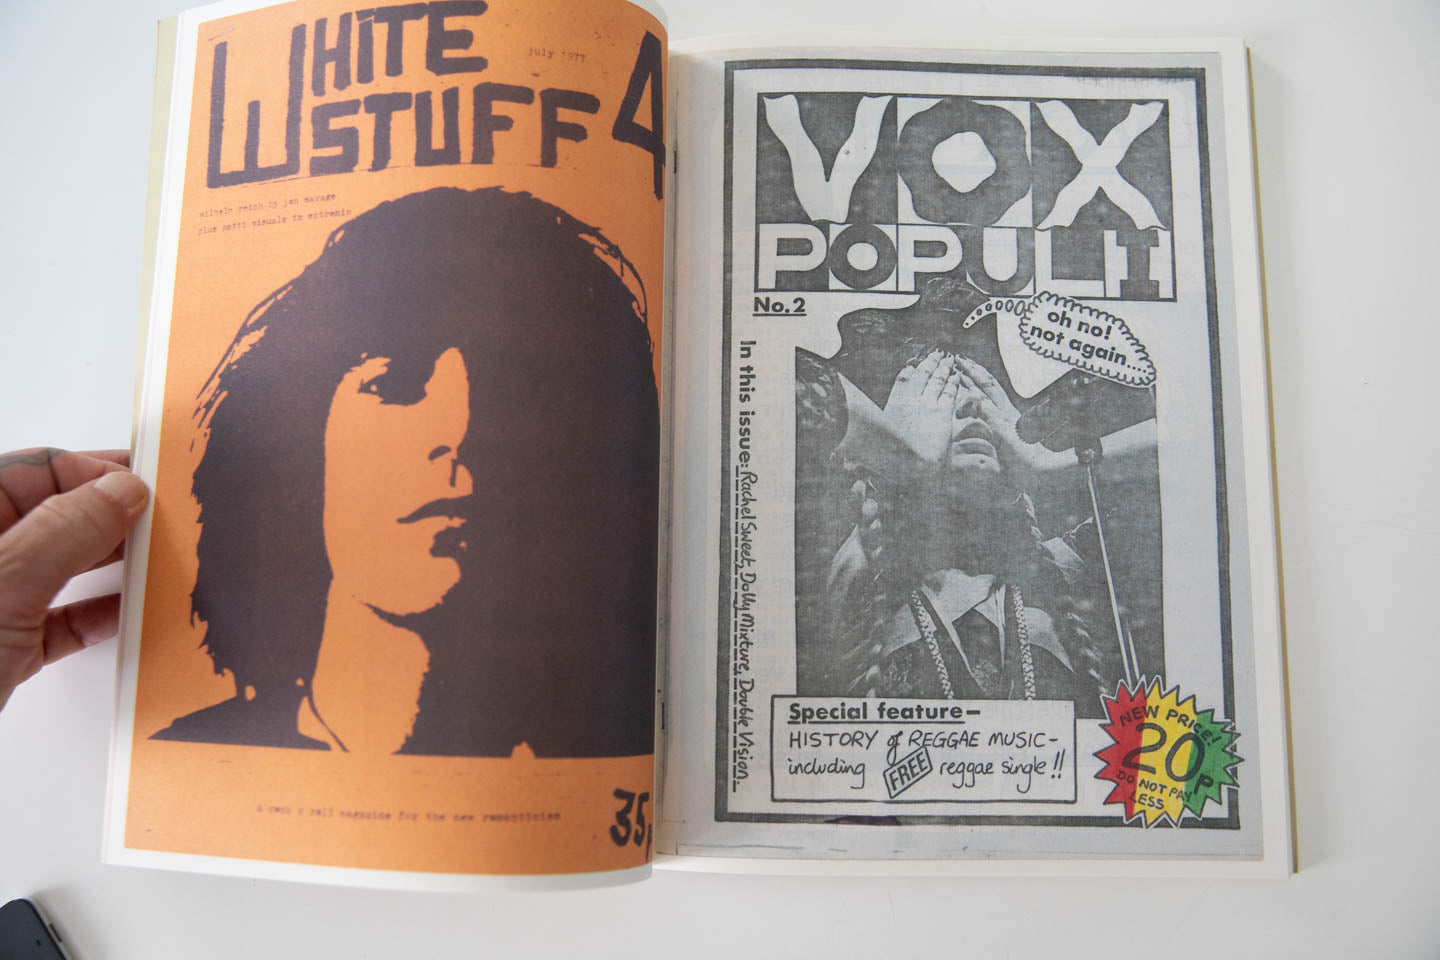 WHITE
STUFF 4
july 1977
wilhelm reich by jon savage
plus patti visuals in extremis
a rock n roll magazine for the new romanticism
35p
VOX
POPULI
No.2
oh no!
not again....
In this issue: Rachel Sweet, Dolly Mixture, Double Vision.
Special feature—
HISTORY of REGGAE MUSIC-
including FREE reggae single!!
NEW PRICE!
20p
DO NOT PAY
LESS